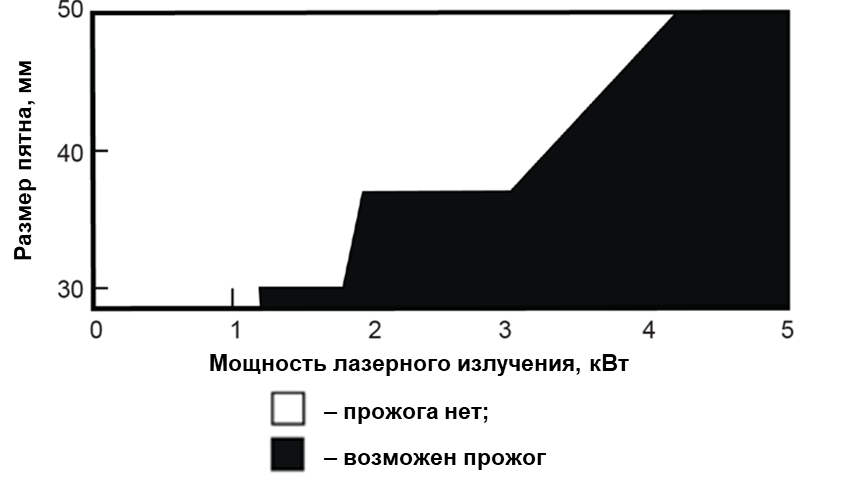 50
40
30
Размер пятна, мм
0 1 2 3 4 5
Мощность лазерного излучения, кВт
– прожога нет;
– возможен прожог